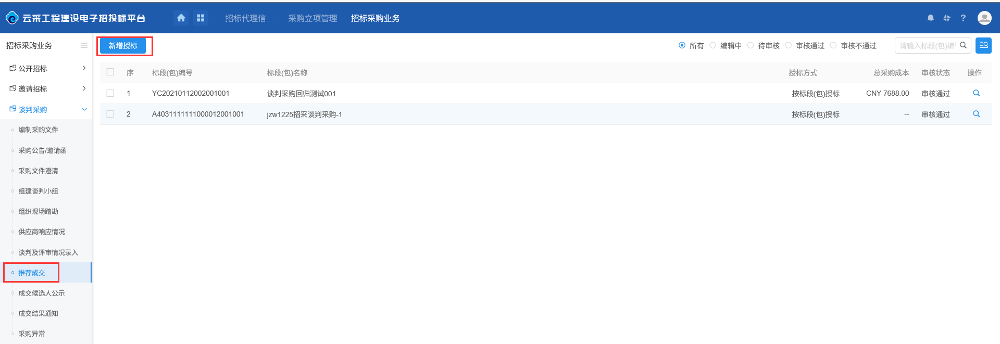 云采工程建设电子招投标平台 招标代理信... 采购立项管理 招标采购业务
招标采购业务 新增授标 所有 编辑中 待审核 审核通过 审核不通过
公开招标
邀请招标
谈判采购
编制采购文件
采购公告/邀请函
采购文件澄清
组建谈判小组
组织现场踏勘
供应商响应情况
谈判及评审情况录入
推荐成交
成交候选人公示
成交结果通知
采购异常
请输入标段(包)编
序 标段(包)编号 标段(包)名称 授标方式 总采购成本 审核状态 操作
1 YC20210112002001001 谈判采购回归测试001 按标段(包)授标 CNY 7688.00 审核通过
2 A4031111111000012001001 jzw1225招采谈判采购-1 按标段(包)授标 -- 审核通过